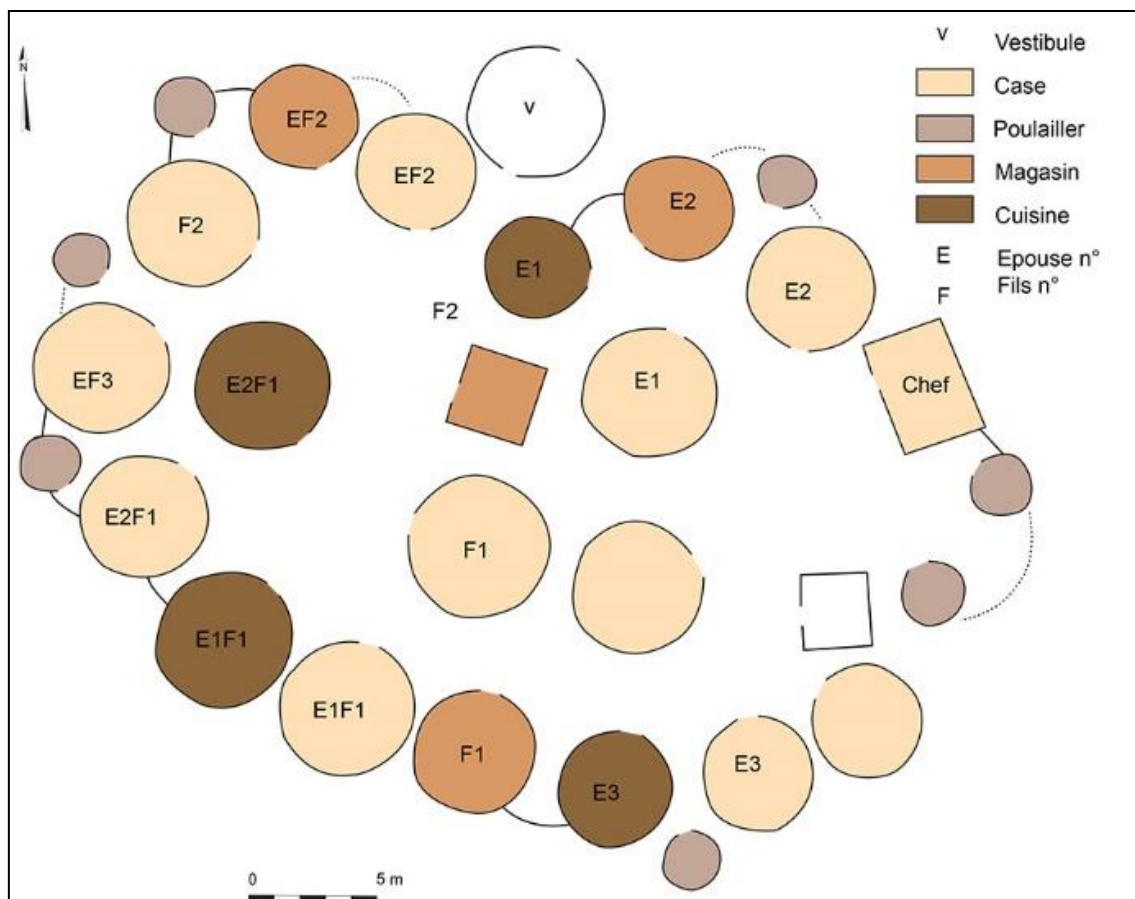 N
EF2
V
EF2
F2
E2
E1
E2
F2
EF3
E2F1
E1
Chef
E2F1
F1
E1F1
E1F1
F1
E3
E3
0 5 m
V Vestibule
Case
Poulailler
Magasin
Cuisine
E Epouse n°
F Fils n°